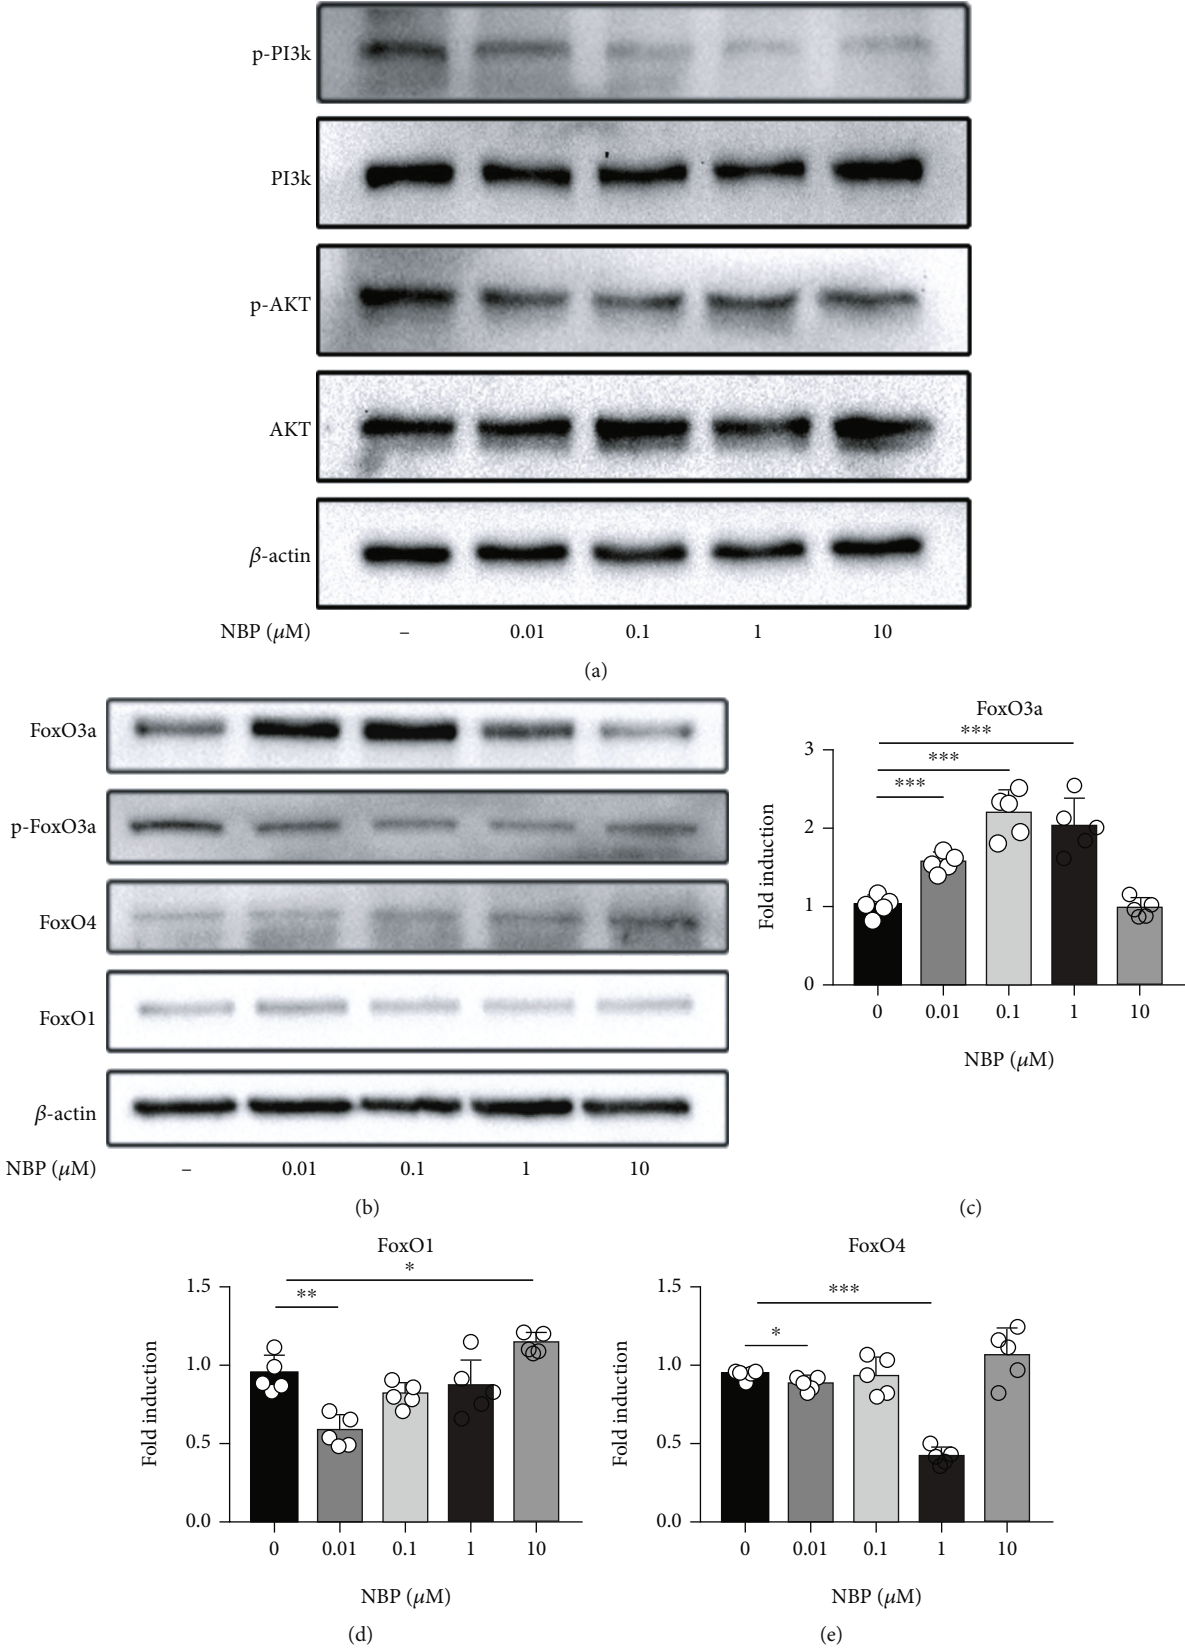 p-PI3k
PI3k
p-AKT
AKT
β-actin
NBP (μM) – 0.01 0.1 1 10
(a)
FoxO3a
p-FoxO3a
FoxO4
FoxO1
β-actin
NBP (μM) – 0.01 0.1 1 10
(b)
FoxO3a
***
***
***
3
2
1
0
Fold induction
0 0.01 0.1 1 10
NBP (μM)
(c)
FoxO1
*
**
1.5
1.0
0.5
0.0
Fold induction
0 0.01 0.1 1 10
NBP (μM)
(d)
FoxO4
***
*
1.5
1.0
0.5
0.0
Fold induction
0 0.01 0.1 1 10
NBP (μM)
(e)